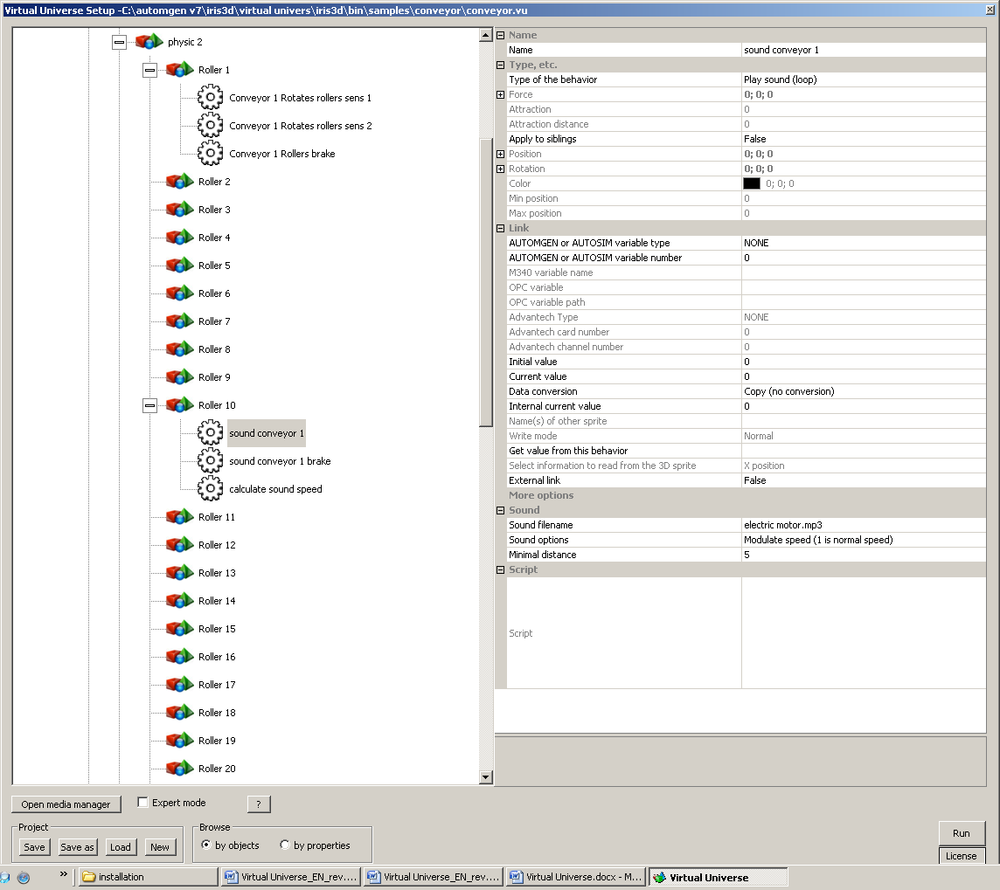 Virtual Universe Setup -C:\automgen v7\iris3d\virtual univers\iris3d\bin\samples\conveyor\conveyor.vu
physic 2
Roller 1
Conveyor 1 Rotates rollers sens 1
Conveyor 1 Rotates rollers sens 2
Conveyor 1 Rollers brake
Roller 2
Roller 3
Roller 4
Roller 5
Roller 6
Roller 7
Roller 8
Roller 9
Roller 10
sound conveyor 1
sound conveyor 1 brake
calculate sound speed
Roller 11
Roller 12
Roller 13
Roller 14
Roller 15
Roller 16
Roller 17
Roller 18
Roller 19
Roller 20
Name
Name sound conveyor 1
Type, etc.
Type of the behavior Play sound (loop)
Force 0; 0; 0
Attraction 0
Attraction distance 0
Apply to siblings False
Position 0; 0; 0
Rotation 0; 0; 0
Color 0; 0; 0
Min position 0
Max position 0
Link
AUTOMGEN or AUTOSIM variable type NONE
AUTOMGEN or AUTOSIM variable number 0
M340 variable name
OPC variable
OPC variable path
Advantech Type NONE
Advantech card number 0
Advantech channel number 0
Initial value 0
Current value 0
Data conversion Copy (no conversion)
Internal current value 0
Name(s) of other sprite
Write mode Normal
Get value from this behavior
Select information to read from the 3D sprite X position
External link False
More options
Sound
Sound filename electric motor.mp3
Sound options Modulate speed (1 is normal speed)
Minimal distance 5
Script
Script
Open media manager Expert mode ?
Project Browse
Save Save as Load New by objects by properties
Run
License
» installation Virtual Universe_EN_rev.... Virtual Universe_EN_rev.... Virtual Universe.docx - M... Virtual Universe